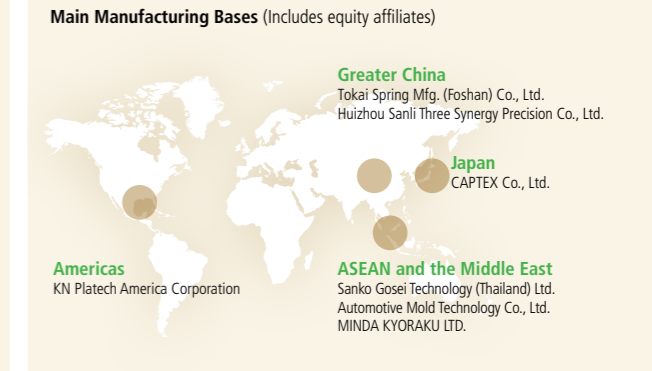 Main Manufacturing Bases (Includes equity affiliates)
Greater China
Tokai Spring Mfg. (Foshan) Co., Ltd.
Huizhou Sanli Three Synergy Precision Co., Ltd.
Japan
CAPTEX Co., Ltd.
Americas
KN Platech America Corporation
ASEAN and the Middle East
Sanko Gosei Technology (Thailand) Ltd.
Automotive Mold Technology Co., Ltd.
MINDA KYORAKU LTD.